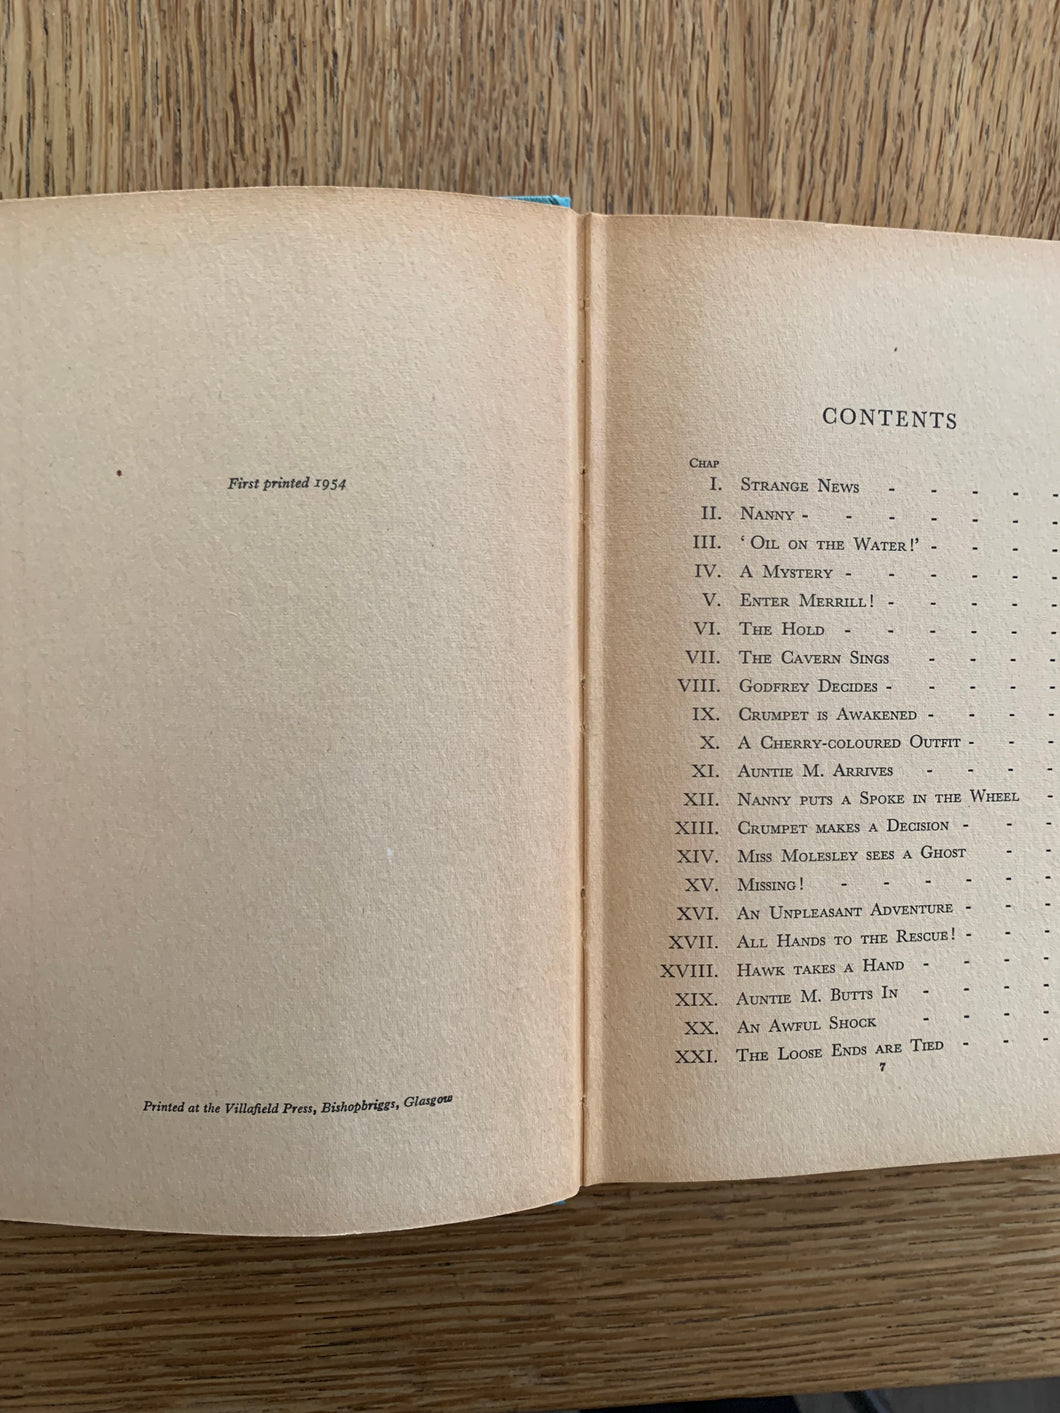 First printed 1954
Printed at the Villafield Press, Bishopbriggs, Glasgow
CONTENTS
Chap
I. Strange News - - - - -
II. Nanny - - - - - - -
III. ‘Oil on the Water!’ - - - -
IV. A Mystery - - - - - -
V. Enter Merrill! - - - - -
VI. The Hold - - - - - -
VII. The Cavern Sings - - - -
VIII. Godfrey Decides - - - - -
IX. Crumpet is Awakened - - - -
X. A Cherry-coloured Outfit - - -
XI. Auntie M. Arrives - - - -
XII. Nanny puts a Spoke in the Wheel -
XIII. Crumpet makes a Decision - - -
XIV. Miss Molesley sees a Ghost - -
XV. Missing! - - - - - -
XVI. An Unpleasant Adventure - - -
XVII. All Hands to the Rescue! - - -
XVIII. Hawk takes a Hand - - - -
XIX. Auntie M. Butts In - - - -
XX. An Awful Shock - - - -
XXI. The Loose Ends are Tied - - -
7